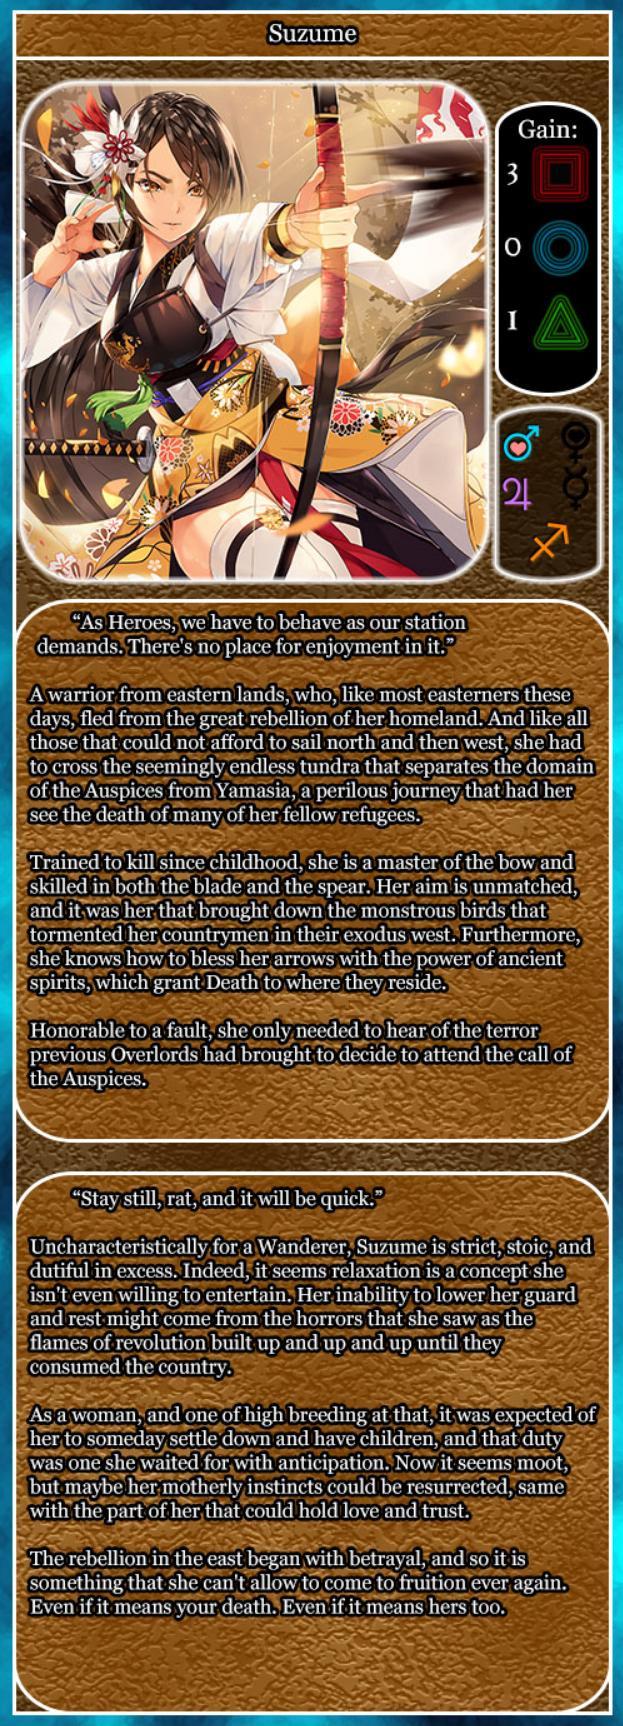 Suzume
Gain:
3
0
1
“As Heroes, we have to behave as our station
demands. There's no place for enjoyment in it.”
A warrior from eastern lands, who, like most easterners these
days, fled from the great rebellion of her homeland. And like all
those that could not afford to sail north and then west, she had
to cross the seemingly endless tundra that separates the domain
of the Auspices from Yamasia, a perilous journey that had her
see the death of many of her fellow refugees.
Trained to kill since childhood, she is a master of the bow and
skilled in both the blade and the spear. Her aim is unmatched,
and it was her that brought down the monstrous birds that
tormented her countrymen in their exodus west. Furthermore,
she knows how to bless her arrows with the power of ancient
spirits, which grant Death to where they reside.
Honorable to a fault, she only needed to hear of the terror
previous Overlords had brought to decide to attend the call of
the Auspices.
“Stay still, rat, and it will be quick.”
Uncharacteristically for a Wanderer, Suzume is strict, stoic, and
dutiful in excess. Indeed, it seems relaxation is a concept she
isn't even willing to entertain. Her inability to lower her guard
and rest might come from the horrors that she saw as the
flames of revolution built up and up and up until they
consumed the country.
As a woman, and one of high breeding at that, it was expected of
her to someday settle down and have children, and that duty
was one she waited for with anticipation. Now it seems moot,
but maybe her motherly instincts could be resurrected, same
with the part of her that could hold love and trust.
The rebellion in the east began with betrayal, and so it is
something that she can't allow to come to fruition ever again.
Even if it means your death. Even if it means hers too.